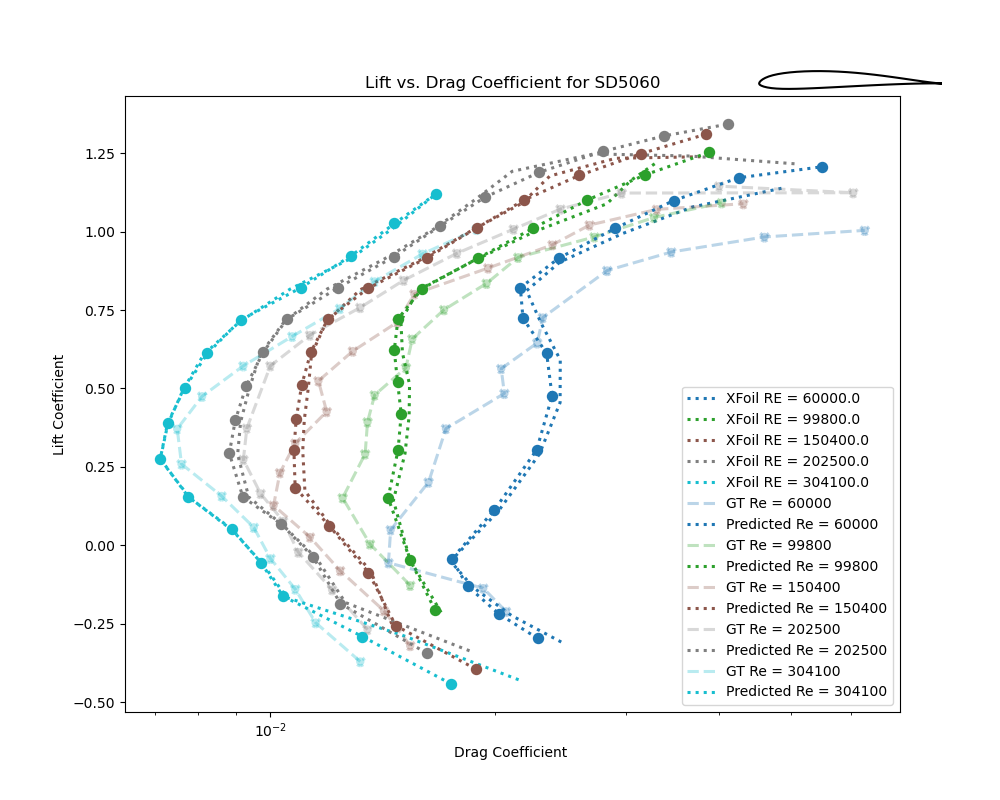 Lift vs. Drag Coefficient for SD5060
Lift Coefficient
1.25
1.00
0.75
0.50
0.25
0.00
−0.25
−0.50
10⁻²
Drag Coefficient
XFoil RE = 60000.0
XFoil RE = 99800.0
XFoil RE = 150400.0
XFoil RE = 202500.0
XFoil RE = 304100.0
GT Re = 60000
Predicted Re = 60000
GT Re = 99800
Predicted Re = 99800
GT Re = 150400
Predicted Re = 150400
GT Re = 202500
Predicted Re = 202500
GT Re = 304100
Predicted Re = 304100